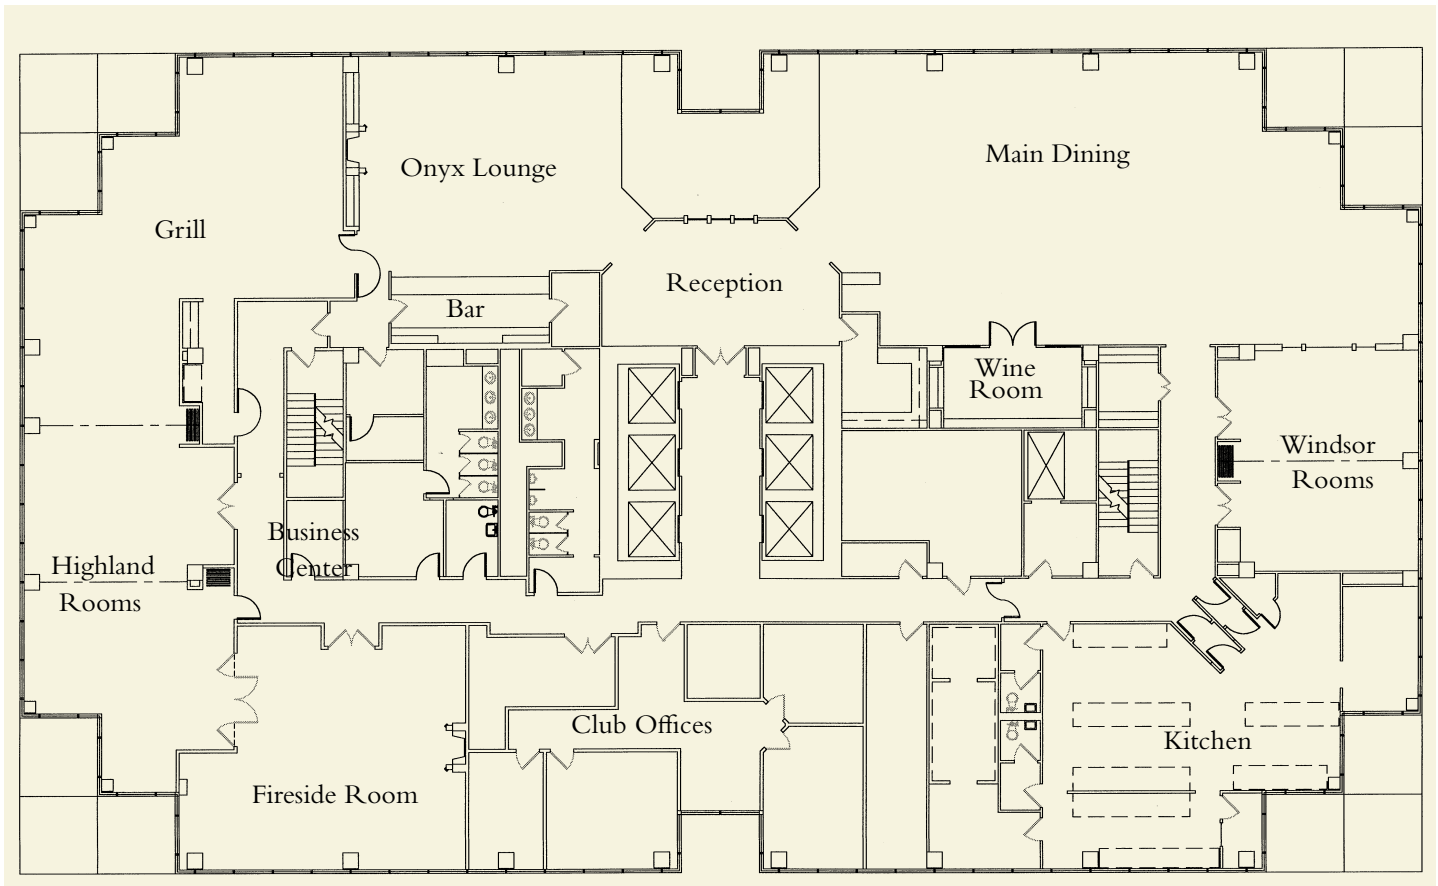 Onyx Lounge
Main Dining
Grill
Reception
Bar
Wine
Room
Windsor
Rooms
Business
Center
Highland
Rooms
Club Offices
Kitchen
Fireside Room